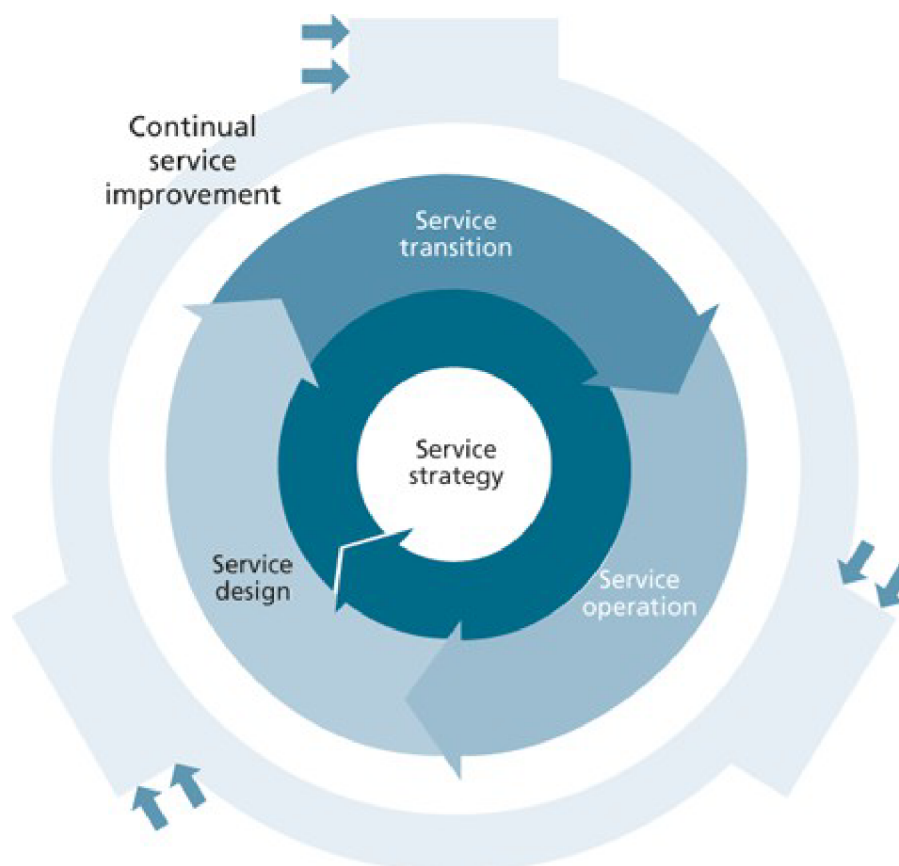 Continual
service
improvement
Service
transition
Service
strategy
Service
design
Service
operation